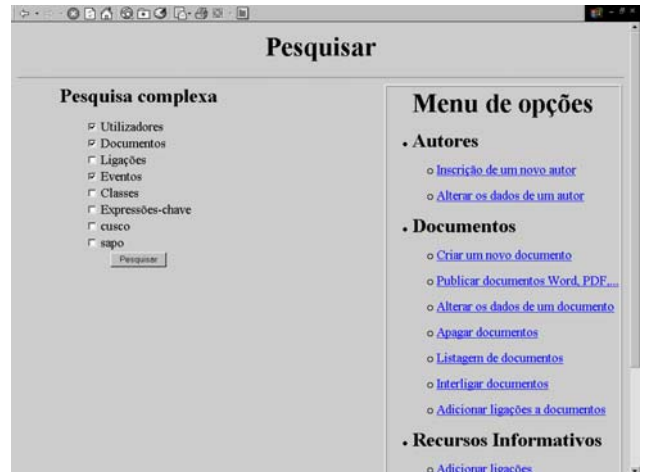 Pesquisar
Pesquisa complexa
Utilizadores
Documentos
Ligações
Eventos
Classes
Expressões-chave
cusco
sapo
Pesquisar
Menu de opções
Autores
Inscrição de um novo autor
Alterar os dados de um autor
Documentos
Criar um novo documento
Publicar documentos Word, PDF,...
Alterar os dados de um documento
Apagar documentos
Listagem de documentos
Interligar documentos
Adicionar ligações a documentos
Recursos Informativos
Adicionar ligações